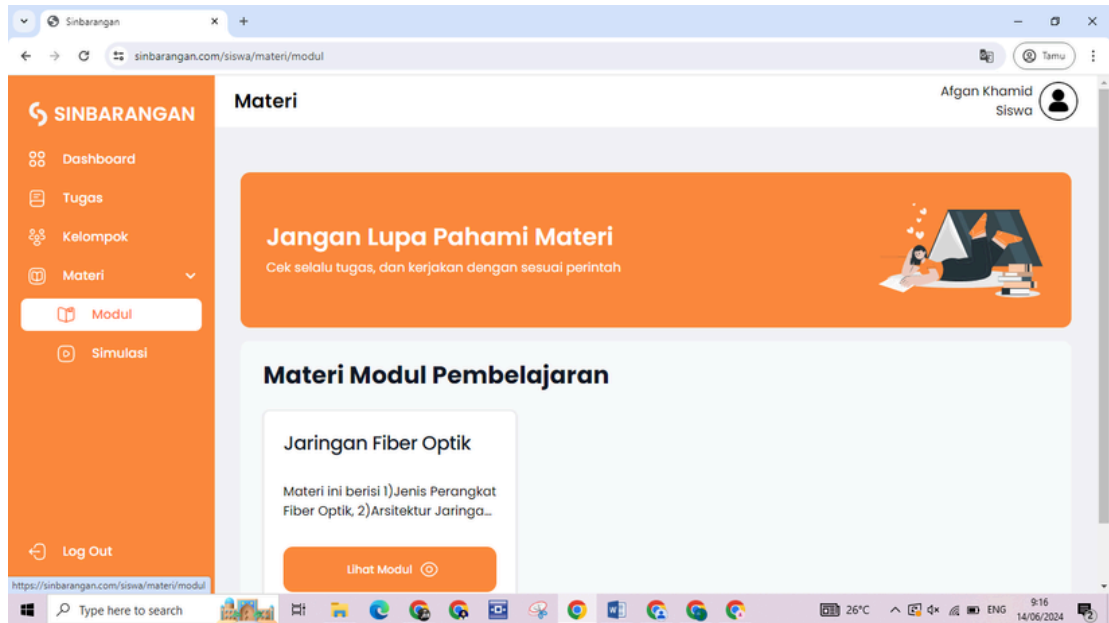 Sinbarangan
sinbarangan.com/siswa/materi/modul
Tamu
SINBARANGAN
Dashboard
Tugas
Kelompok
Materi
Modul
Simulasi
Log Out
https://sinbarangan.com/siswa/materi/modul
Materi
Afgan Khamid
Siswa
Jangan Lupa Pahami Materi
Cek selalu tugas, dan kerjakan dengan sesuai perintah
Materi Modul Pembelajaran
Jaringan Fiber Optik
Materi ini berisi 1)Jenis Perangkat
Fiber Optik, 2)Arsitektur Jaringa...
Lihat Modul
Type here to search
26°C
ENG
9:16
14/06/2024
2